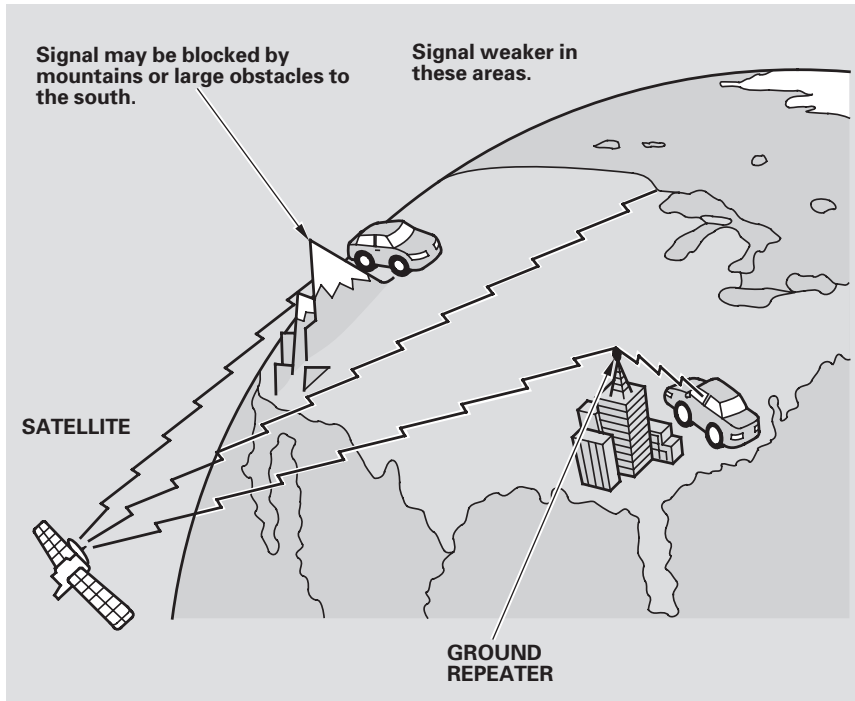 Signal may be blocked by
mountains or large obstacles to
the south.
Signal weaker in
these areas.
SATELLITE
GROUND
REPEATER